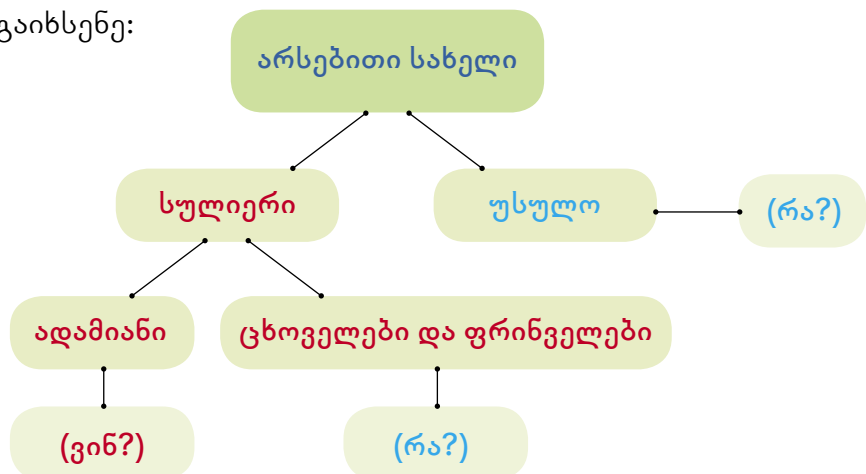 გაიხსენე:
არსებითი სახელი
სულიერი
უსულო
(რა?)
ადამიანი
ცხოველები და ფრინველები
(ვინ?)
(რა?)